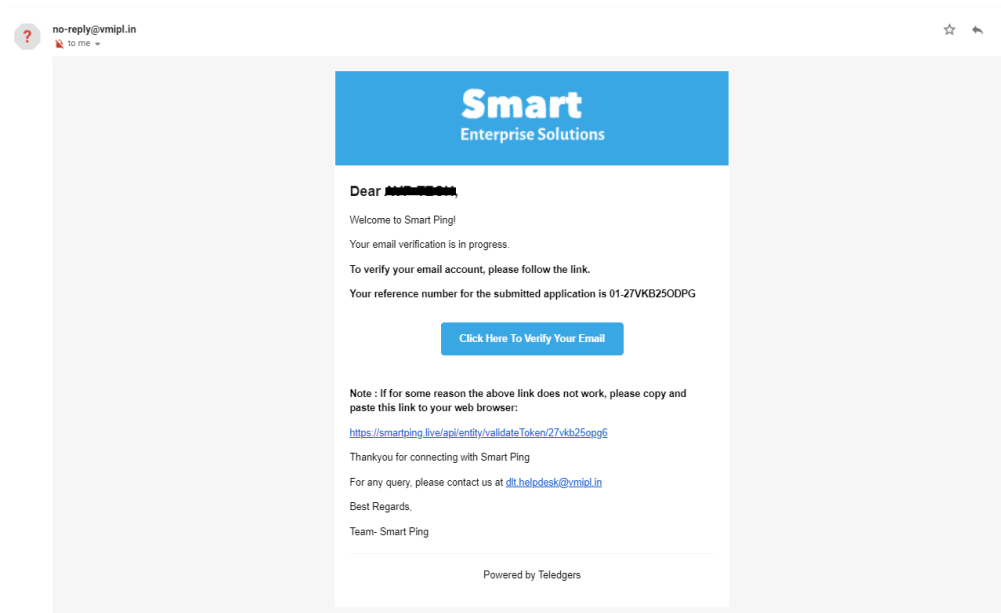 no-reply@vmipl.in
to me
?
Smart
Enterprise Solutions
Dear
Welcome to Smart Ping!
Your email verification is in progress.
To verify your email account, please follow the link.
Your reference number for the submitted application is 01-27VKB25ODPG
Click Here To Verify Your Email
Note : If for some reason the above link does not work, please copy and
paste this link to your web browser:
https://smartping.live/api/entity/validateToken/27vkb25opg6
Thankyou for connecting with Smart Ping
For any query, please contact us at dlt.helpdesk@vmipl.in
Best Regards,
Team- Smart Ping
Powered by Teledgers